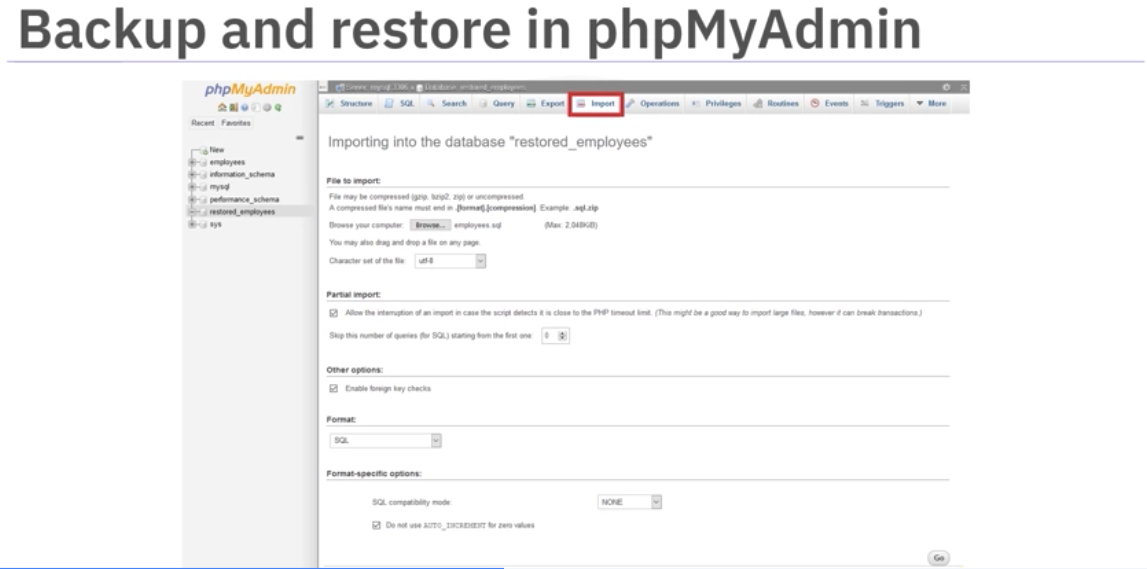 Backup and restore in phpMyAdmin
phpMyAdmin
Recent Favorites
New
employees
information_schema
mysql
performance_schema
restored_employees
sys
Server: mysql:3306 » Database: restored_employees
Structure SQL Search Query Export Import Operations Privileges Routines Events Triggers More
Importing into the database "restored_employees"
File to import:
File may be compressed (gzip, bzip2, zip) or uncompressed.
A compressed file's name must end in .[format].[compression]. Example: .sql.zip
Browse your computer: Browse... employees.sql (Max: 2,048KiB)
You may also drag and drop a file on any page.
Character set of the file: utf-8
Partial import:
Allow the interruption of an import in case the script detects it is close to the PHP timeout limit. (This might be a good way to import large files, however it can break transactions.)
Skip this number of queries (for SQL) starting from the first one: 0
Other options:
Enable foreign key checks
Format:
SQL
Format-specific options:
SQL compatibility mode: NONE
Do not use AUTO_INCREMENT for zero values
Go